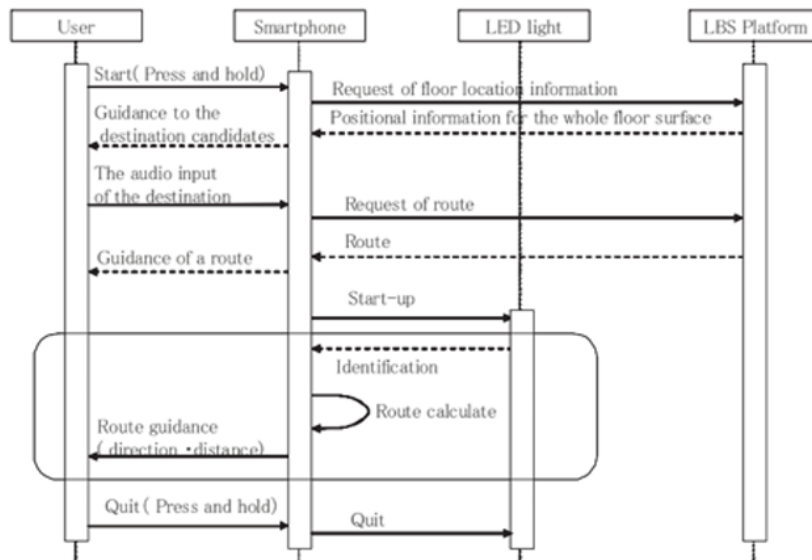 User
Smartphone
LED light
LBS Platform
Start( Press and hold)
Request of floor location information
Guidance to the
destination candidates
Positional information for the whole floor surface
The audio input
of the destination
Request of route
Route
Guidance of a route
Start-up
Identification
Route calculate
Route guidance
( direction ・distance)
Quit( Press and hold)
Quit